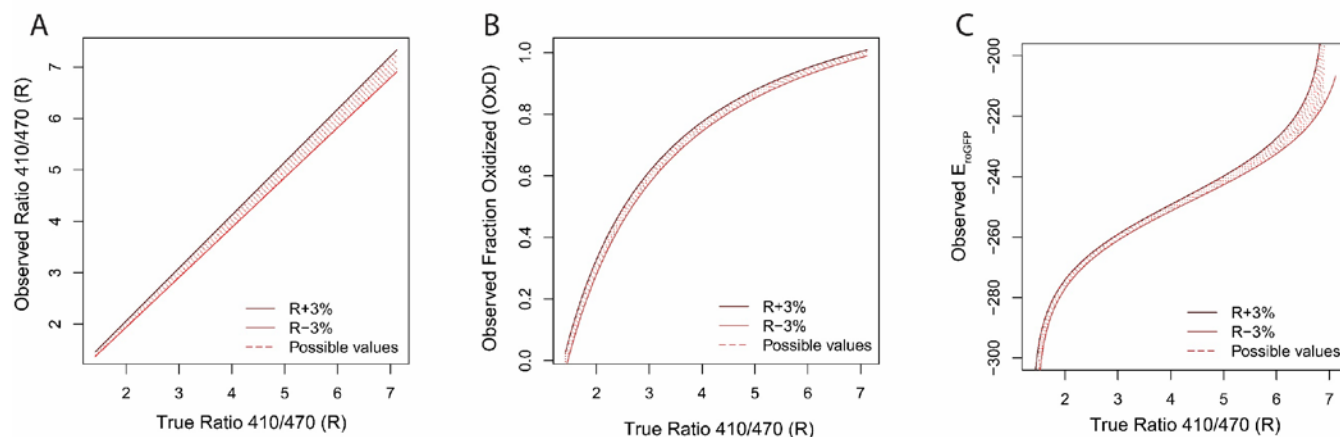 A
Observed Ratio 410/470 (R)
7
6
5
4
3
2
R+3%
R−3%
Possible values
2 3 4 5 6 7
True Ratio 410/470 (R)
B
Observed Fraction Oxidized (OxD)
1.0
0.8
0.6
0.4
0.2
0.0
R+3%
R−3%
Possible values
2 3 4 5 6 7
True Ratio 410/470 (R)
C
Observed EroGFP
−200
−220
−240
−260
−280
−300
R+3%
R−3%
Possible values
2 3 4 5 6 7
True Ratio 410/470 (R)